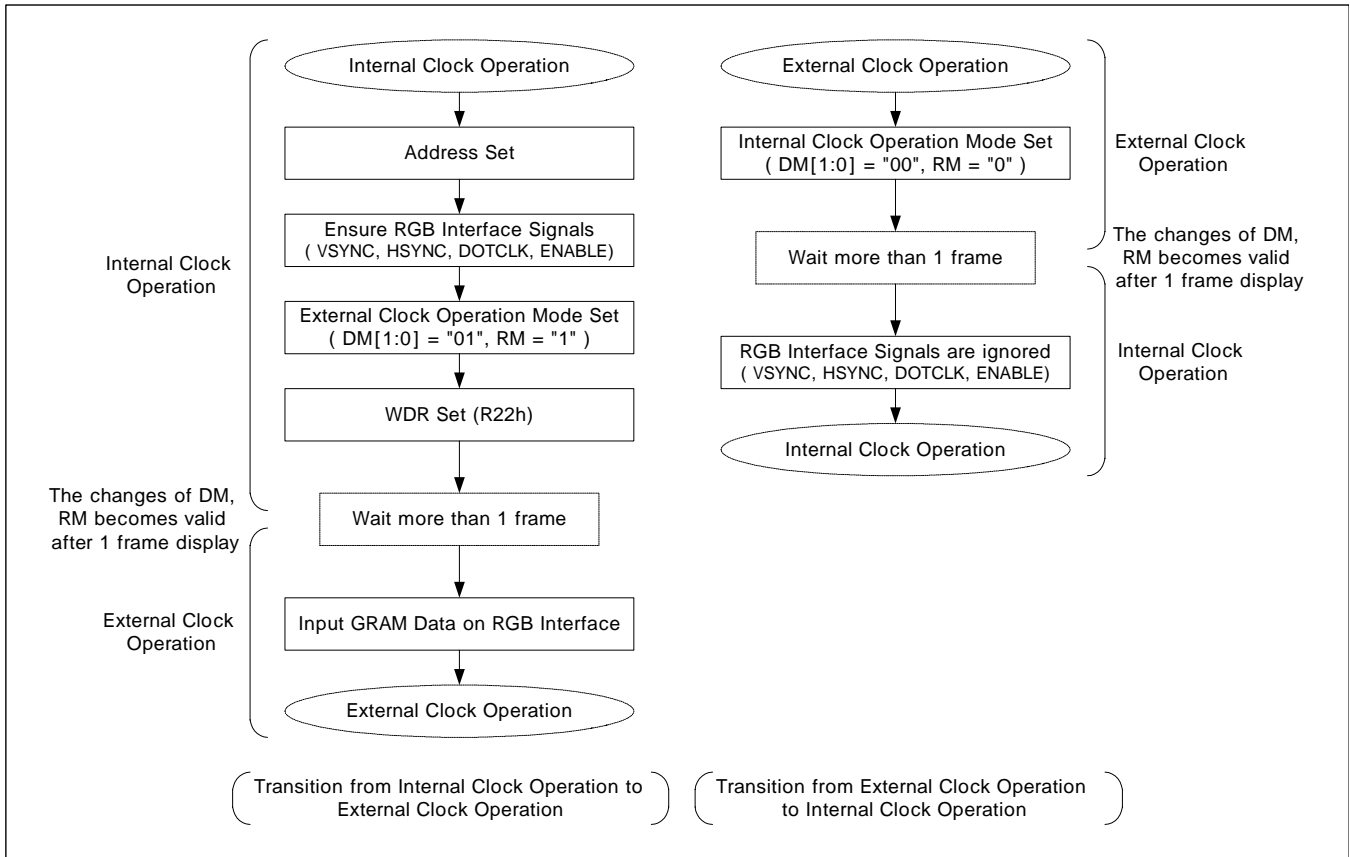 Internal Clock Operation
Address Set
Ensure RGB Interface Signals
( VSYNC, HSYNC, DOTCLK, ENABLE)
External Clock Operation Mode Set
( DM[1:0] = "01", RM = "1" )
WDR Set (R22h)
Wait more than 1 frame
Input GRAM Data on RGB Interface
External Clock Operation
Internal Clock
Operation
The changes of DM,
RM becomes valid
after 1 frame display
External Clock
Operation
Transition from Internal Clock Operation to
External Clock Operation
External Clock Operation
Internal Clock Operation Mode Set
( DM[1:0] = "00", RM = "0" )
Wait more than 1 frame
RGB Interface Signals are ignored
( VSYNC, HSYNC, DOTCLK, ENABLE)
Internal Clock Operation
External Clock
Operation
The changes of DM,
RM becomes valid
after 1 frame display
Internal Clock
Operation
Transition from External Clock Operation
to Internal Clock Operation